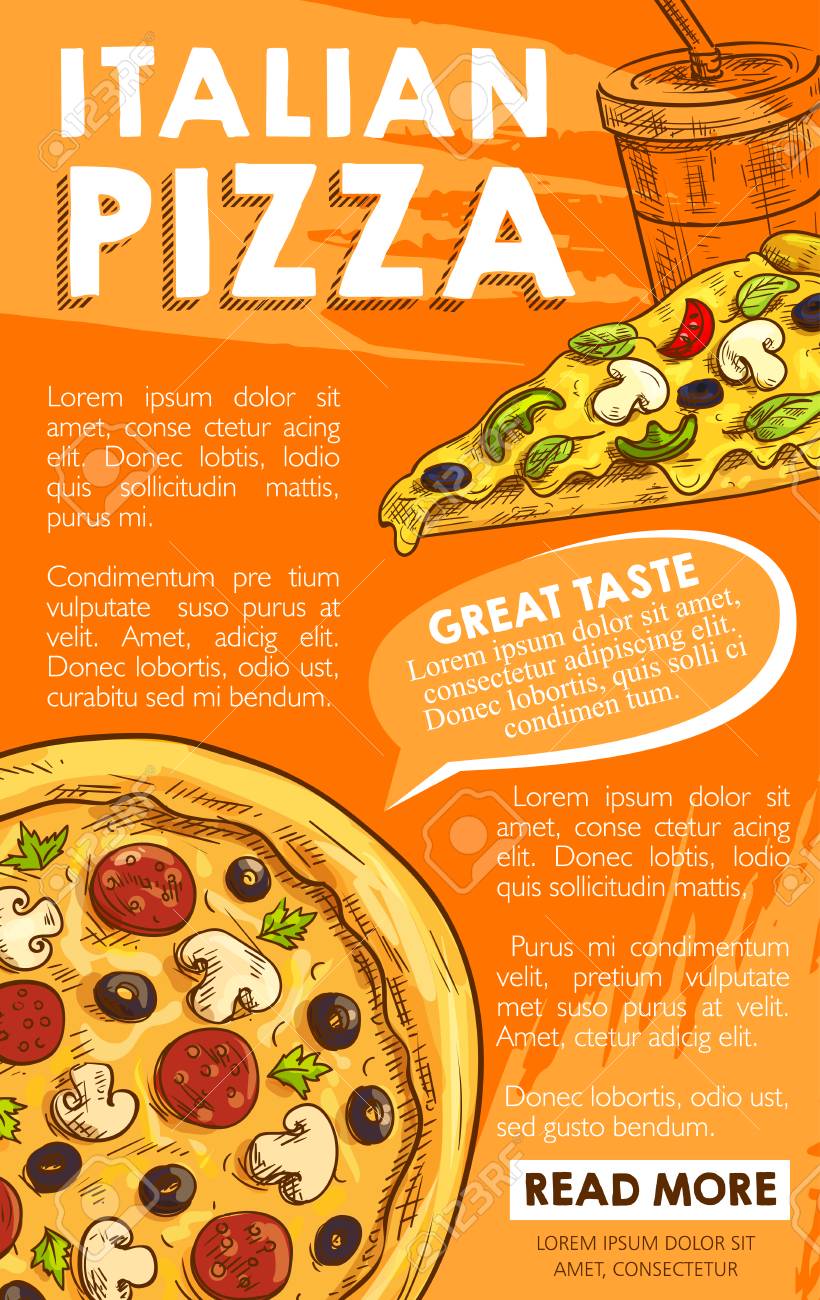 ITALIAN
PIZZA
Lorem ipsum dolor sit
amet, conse ctetur acing
elit. Donec lobtis, lodio
quis sollicitudin mattis,
purus mi.
Condimentum pre tium
vulputate suso purus at
velit. Amet, adicig elit.
Donec lobortis, odio ust,
curabitu sed mi bendum.
GREAT TASTE
Lorem ipsum dolor sit amet,
consectetur adipiscing elit.
Donec lobortis, quis solli ci
condimen tum.
Lorem ipsum dolor sit
amet, conse ctetur acing
elit. Donec lobtis, lodio
quis sollicitudin mattis,
Purus mi condimentum
velit, pretium vulputate
met suso purus at velit.
Amet, ctetur adicig elit.
Donec lobortis, odio ust,
sed gusto bendum.
READ MORE
LOREM IPSUM DOLOR SIT
AMET, CONSECTETUR